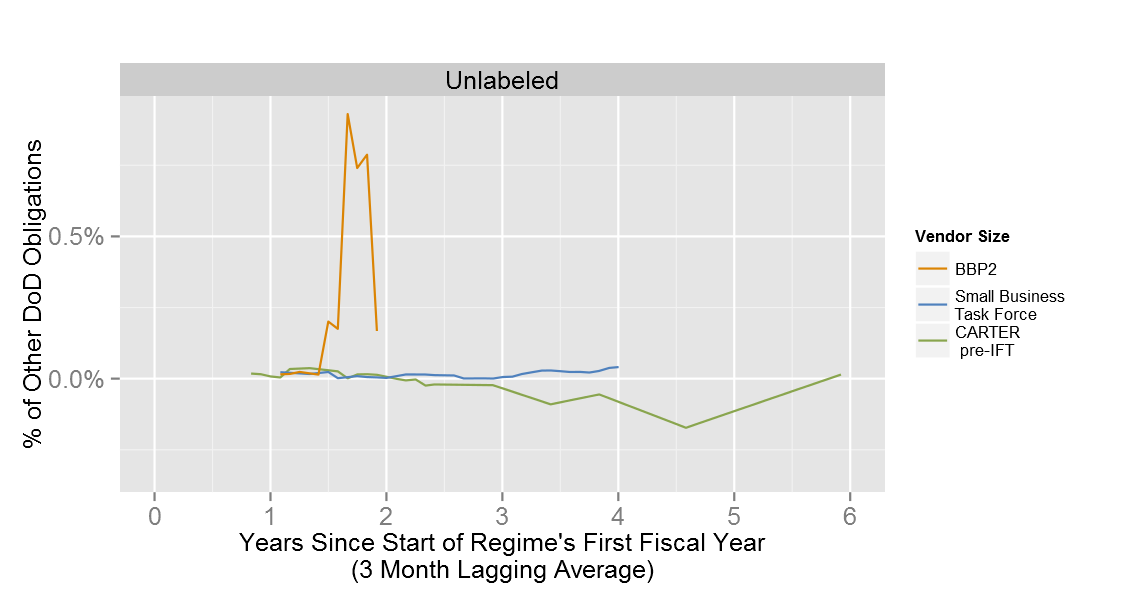 Unlabeled
% of Other DoD Obligations
0.5%
0.0%
0
1
2
3
4
5
6
Years Since Start of Regime's First Fiscal Year
(3 Month Lagging Average)
Vendor Size
BBP2
Small Business
Task Force
CARTER
pre-IFT